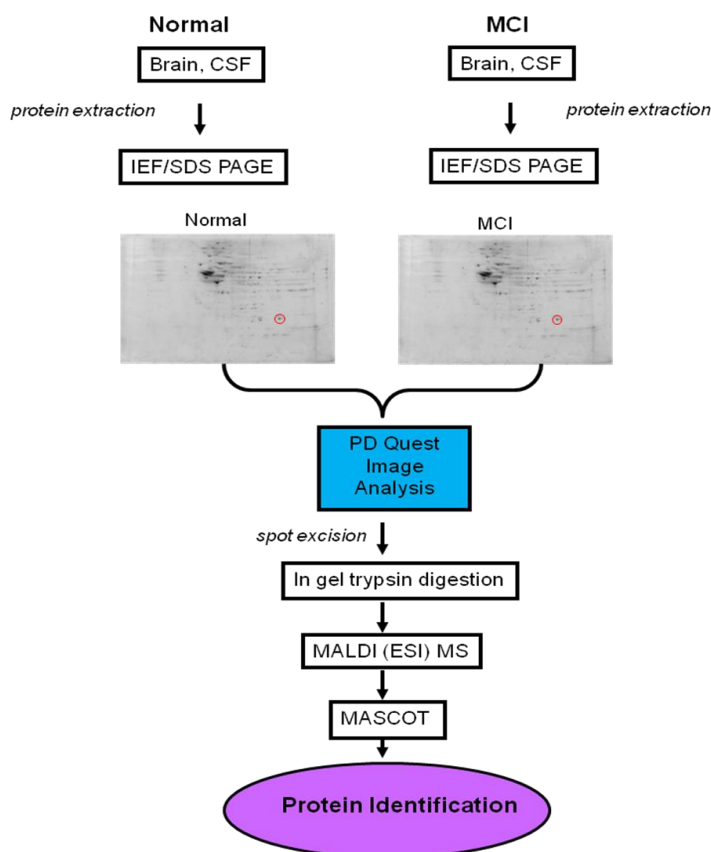 Normal
MCI
Brain, CSF
Brain, CSF
protein extraction
protein extraction
IEF/SDS PAGE
IEF/SDS PAGE
Normal
MCI
PD Quest
Image
Analysis
spot excision
In gel trypsin digestion
MALDI (ESI) MS
MASCOT
Protein Identification